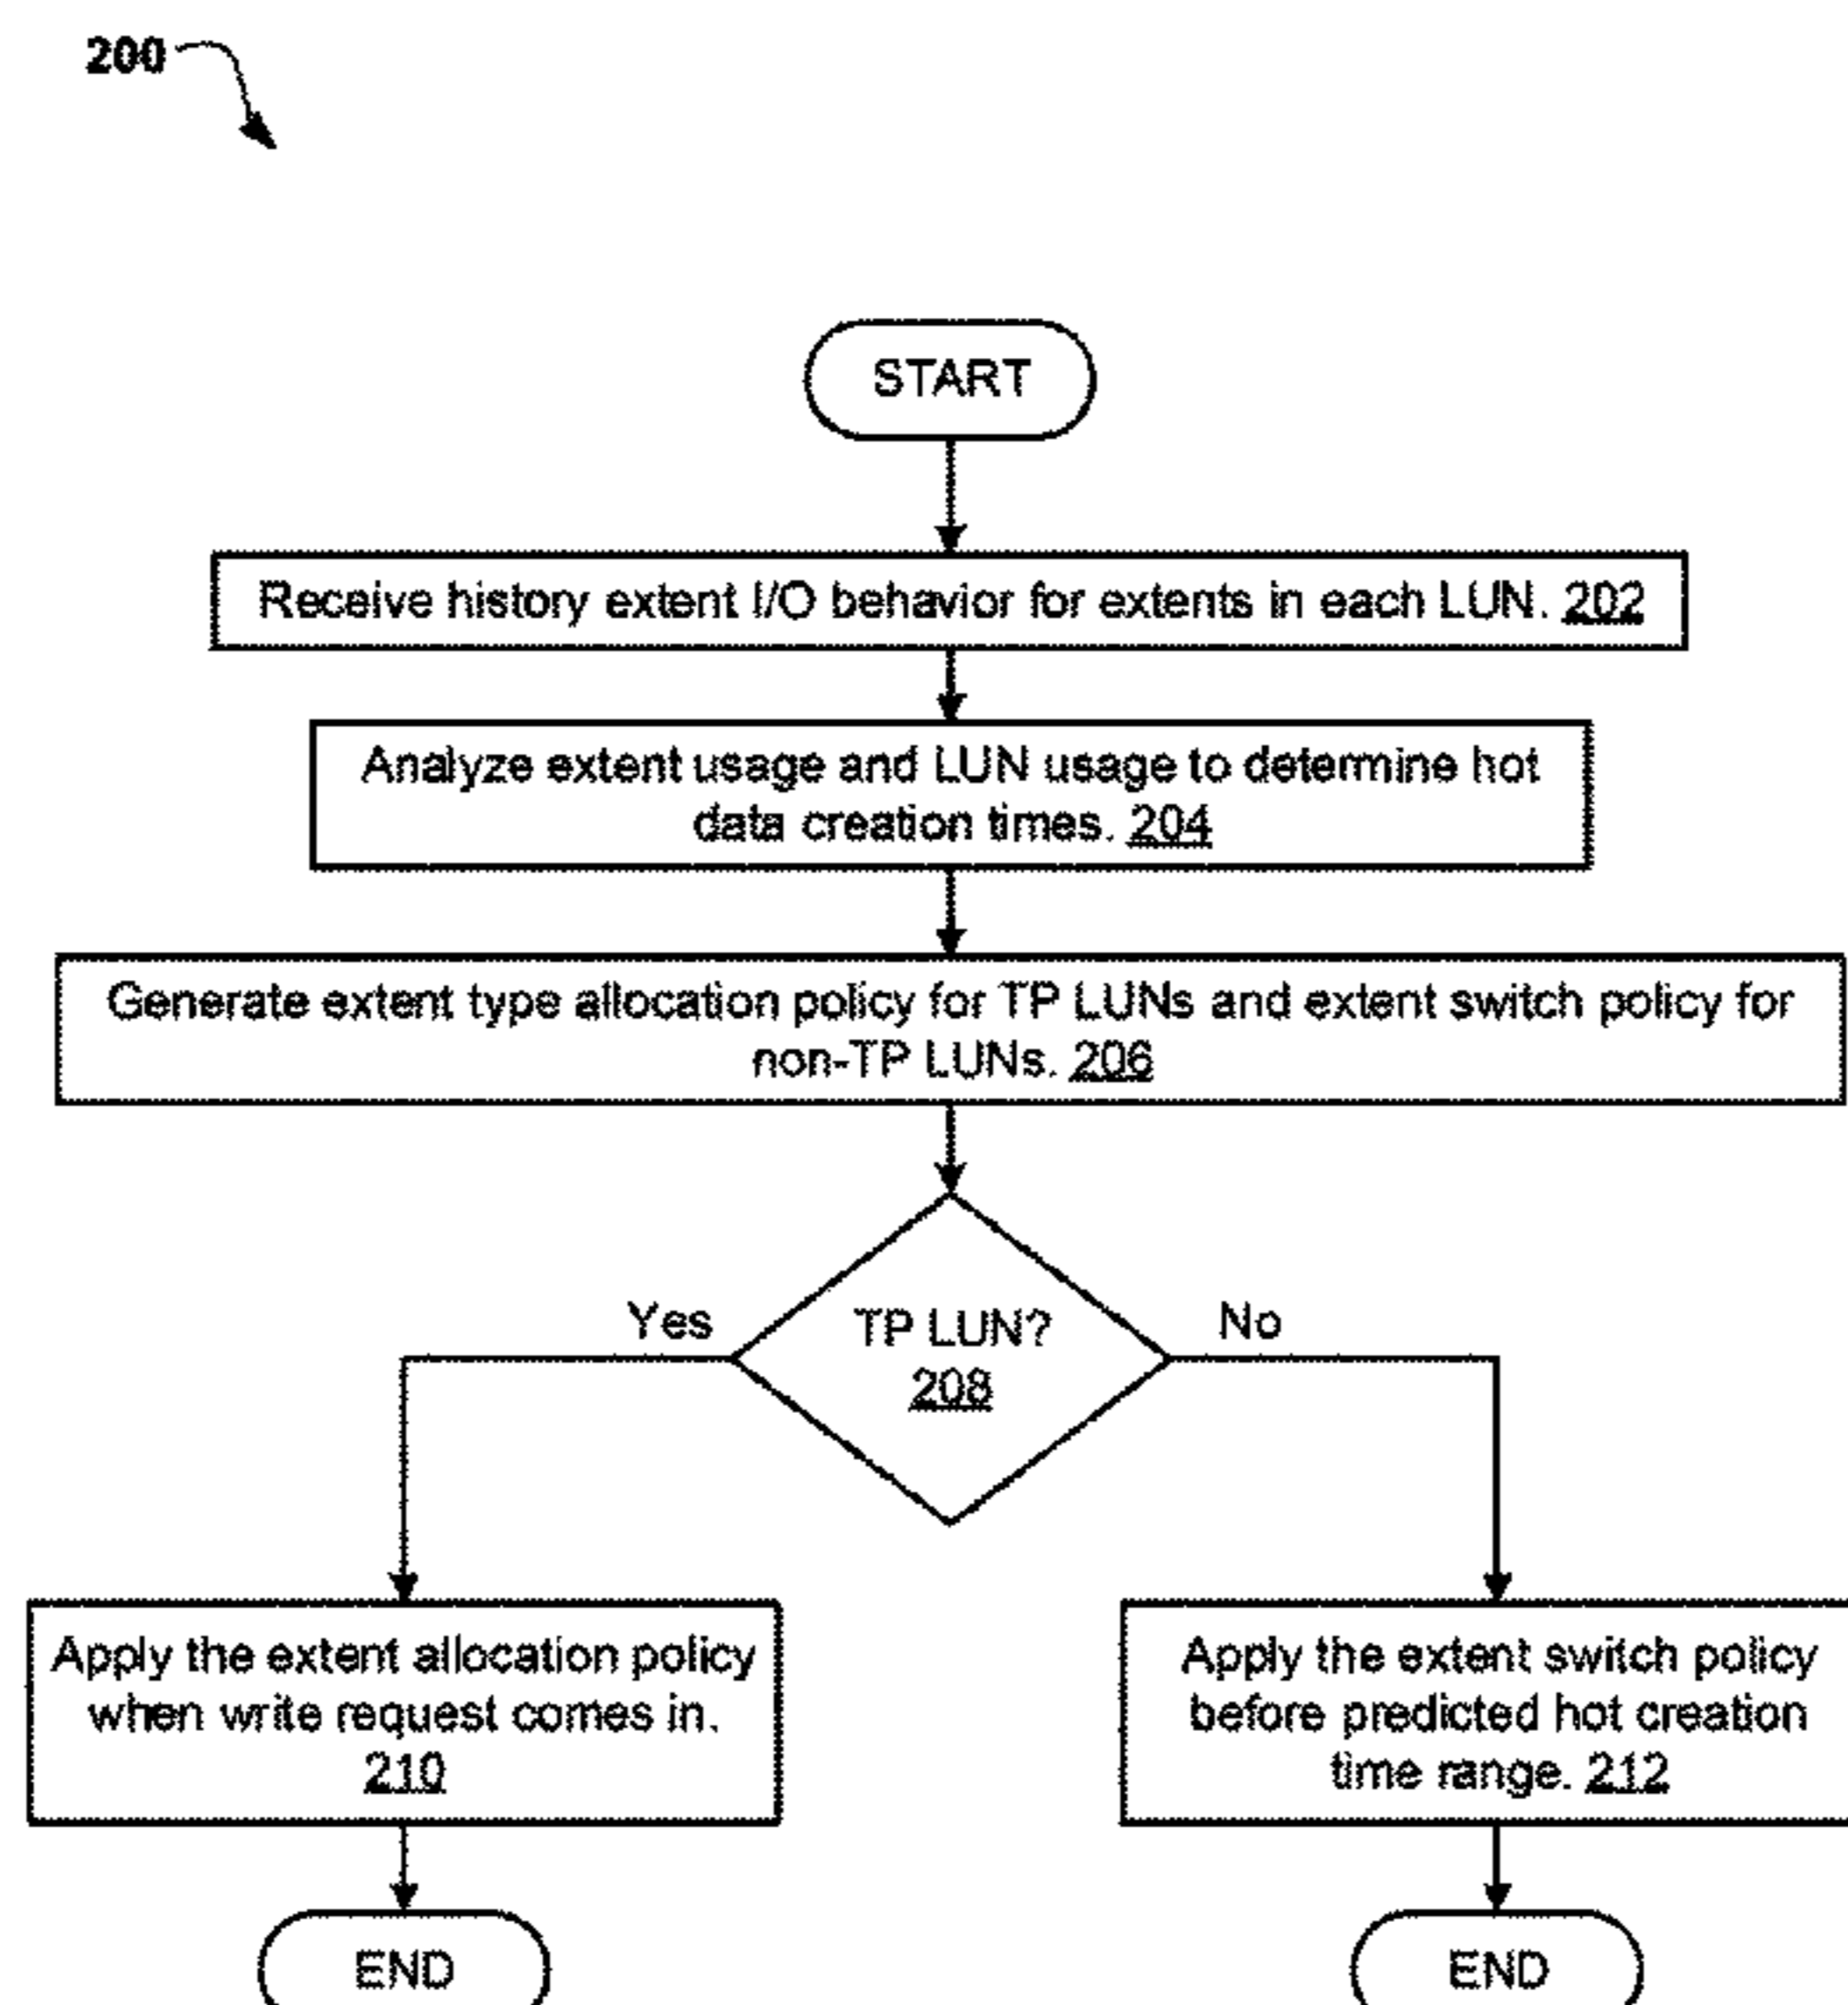 200
START
Receive history extent I/O behavior for extents in each LUN. 202
Analyze extent usage and LUN usage to determine hot
data creation times. 204
Generate extent type allocation policy for TP LUNs and extent switch policy for
non-TP LUNs. 206
TP LUN?
208
Yes
No
Apply the extent allocation policy
when write request comes in.
210
Apply the extent switch policy
before predicted hot creation
time range. 212
END
END